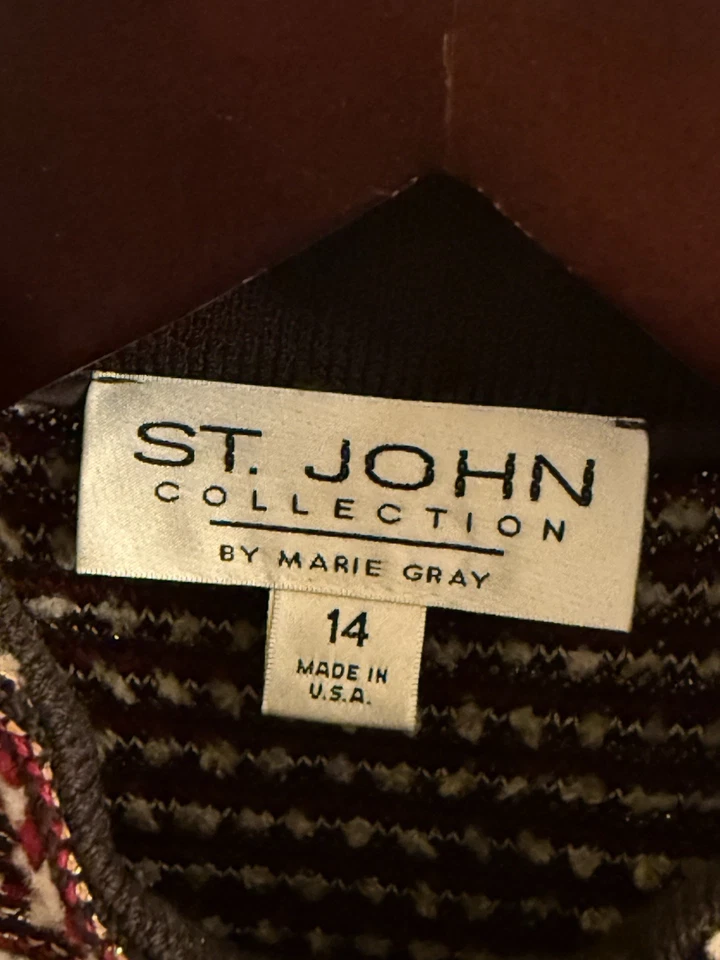 ST. JOHN
COLLECTION
BY MARIE GRAY
14
MADE IN
U.S.A.